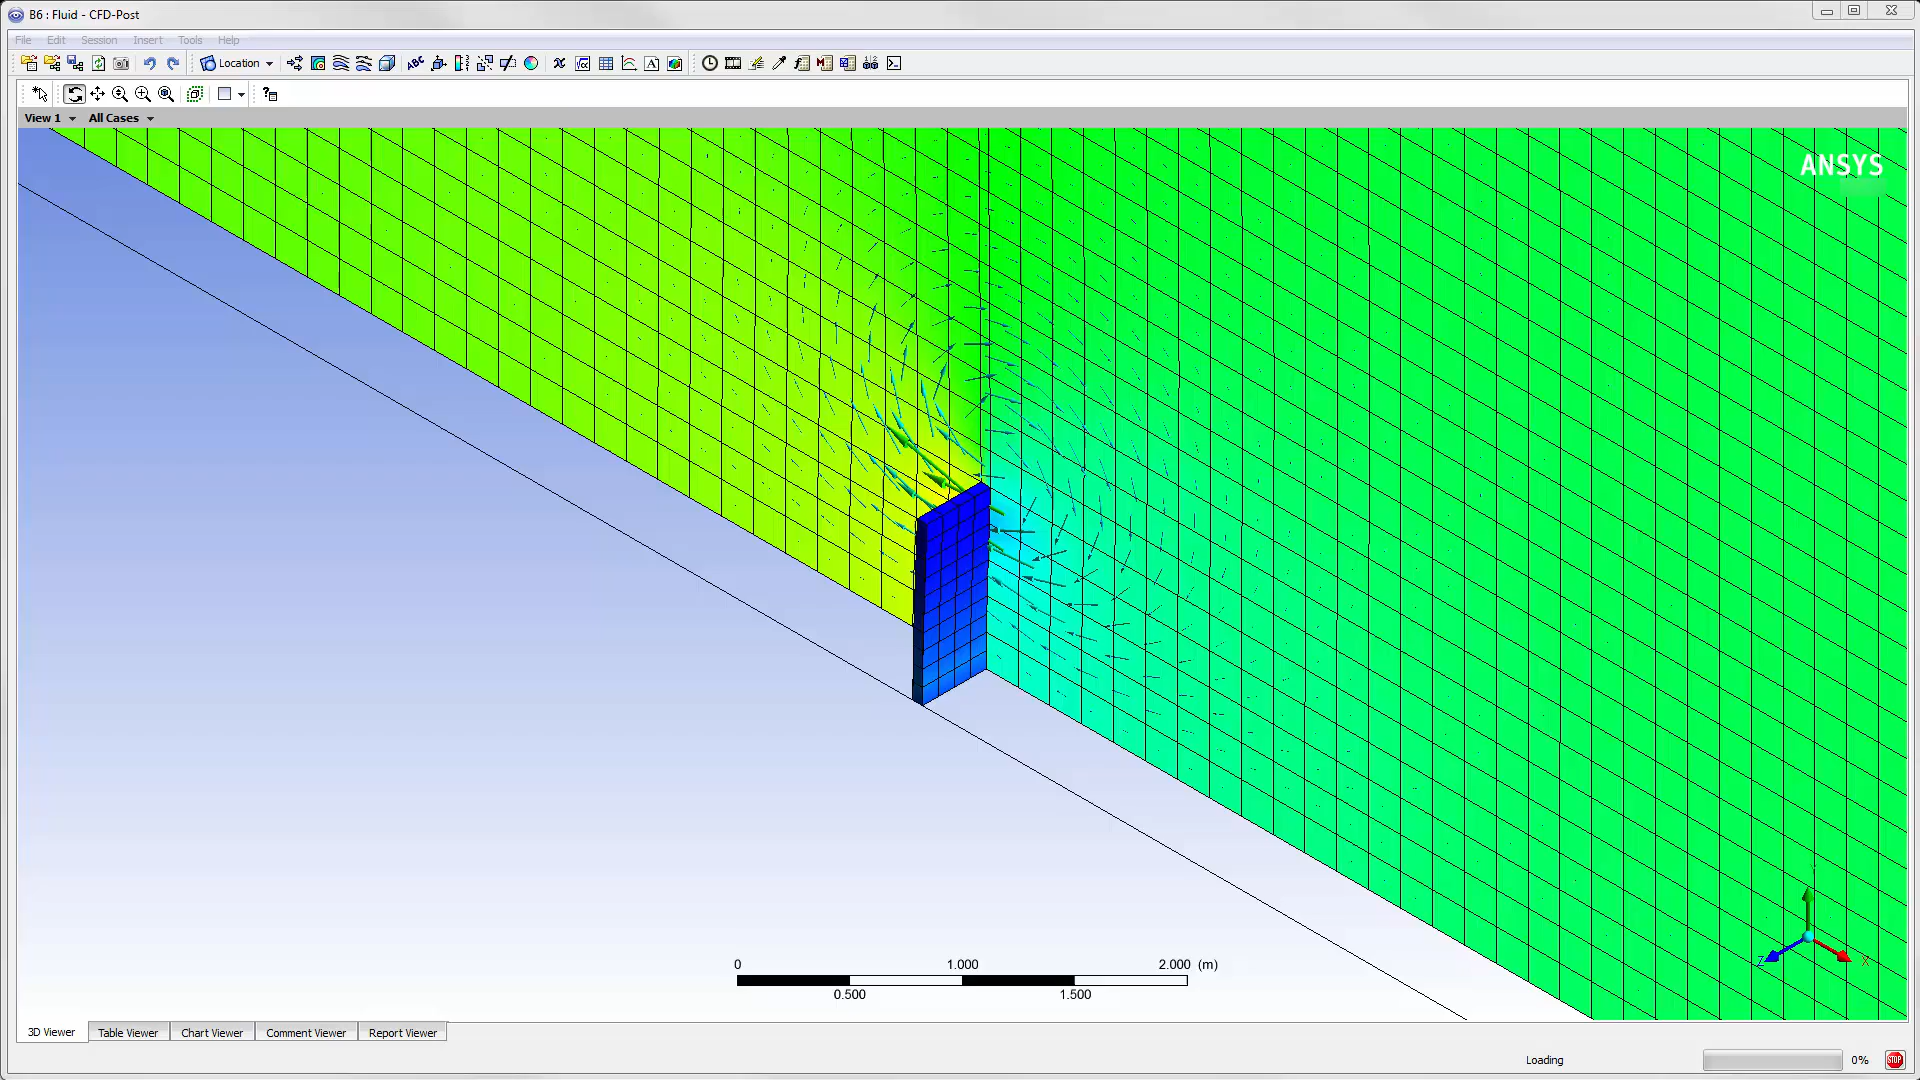 B6 : Fluid - CFD-Post
File Edit Session Insert Tools Help
Location
View 1 All Cases
ANSYS
0 1.000 2.000 (m)
0.500 1.500
Z X
3D Viewer Table Viewer Chart Viewer Comment Viewer Report Viewer
Loading 0% STOP